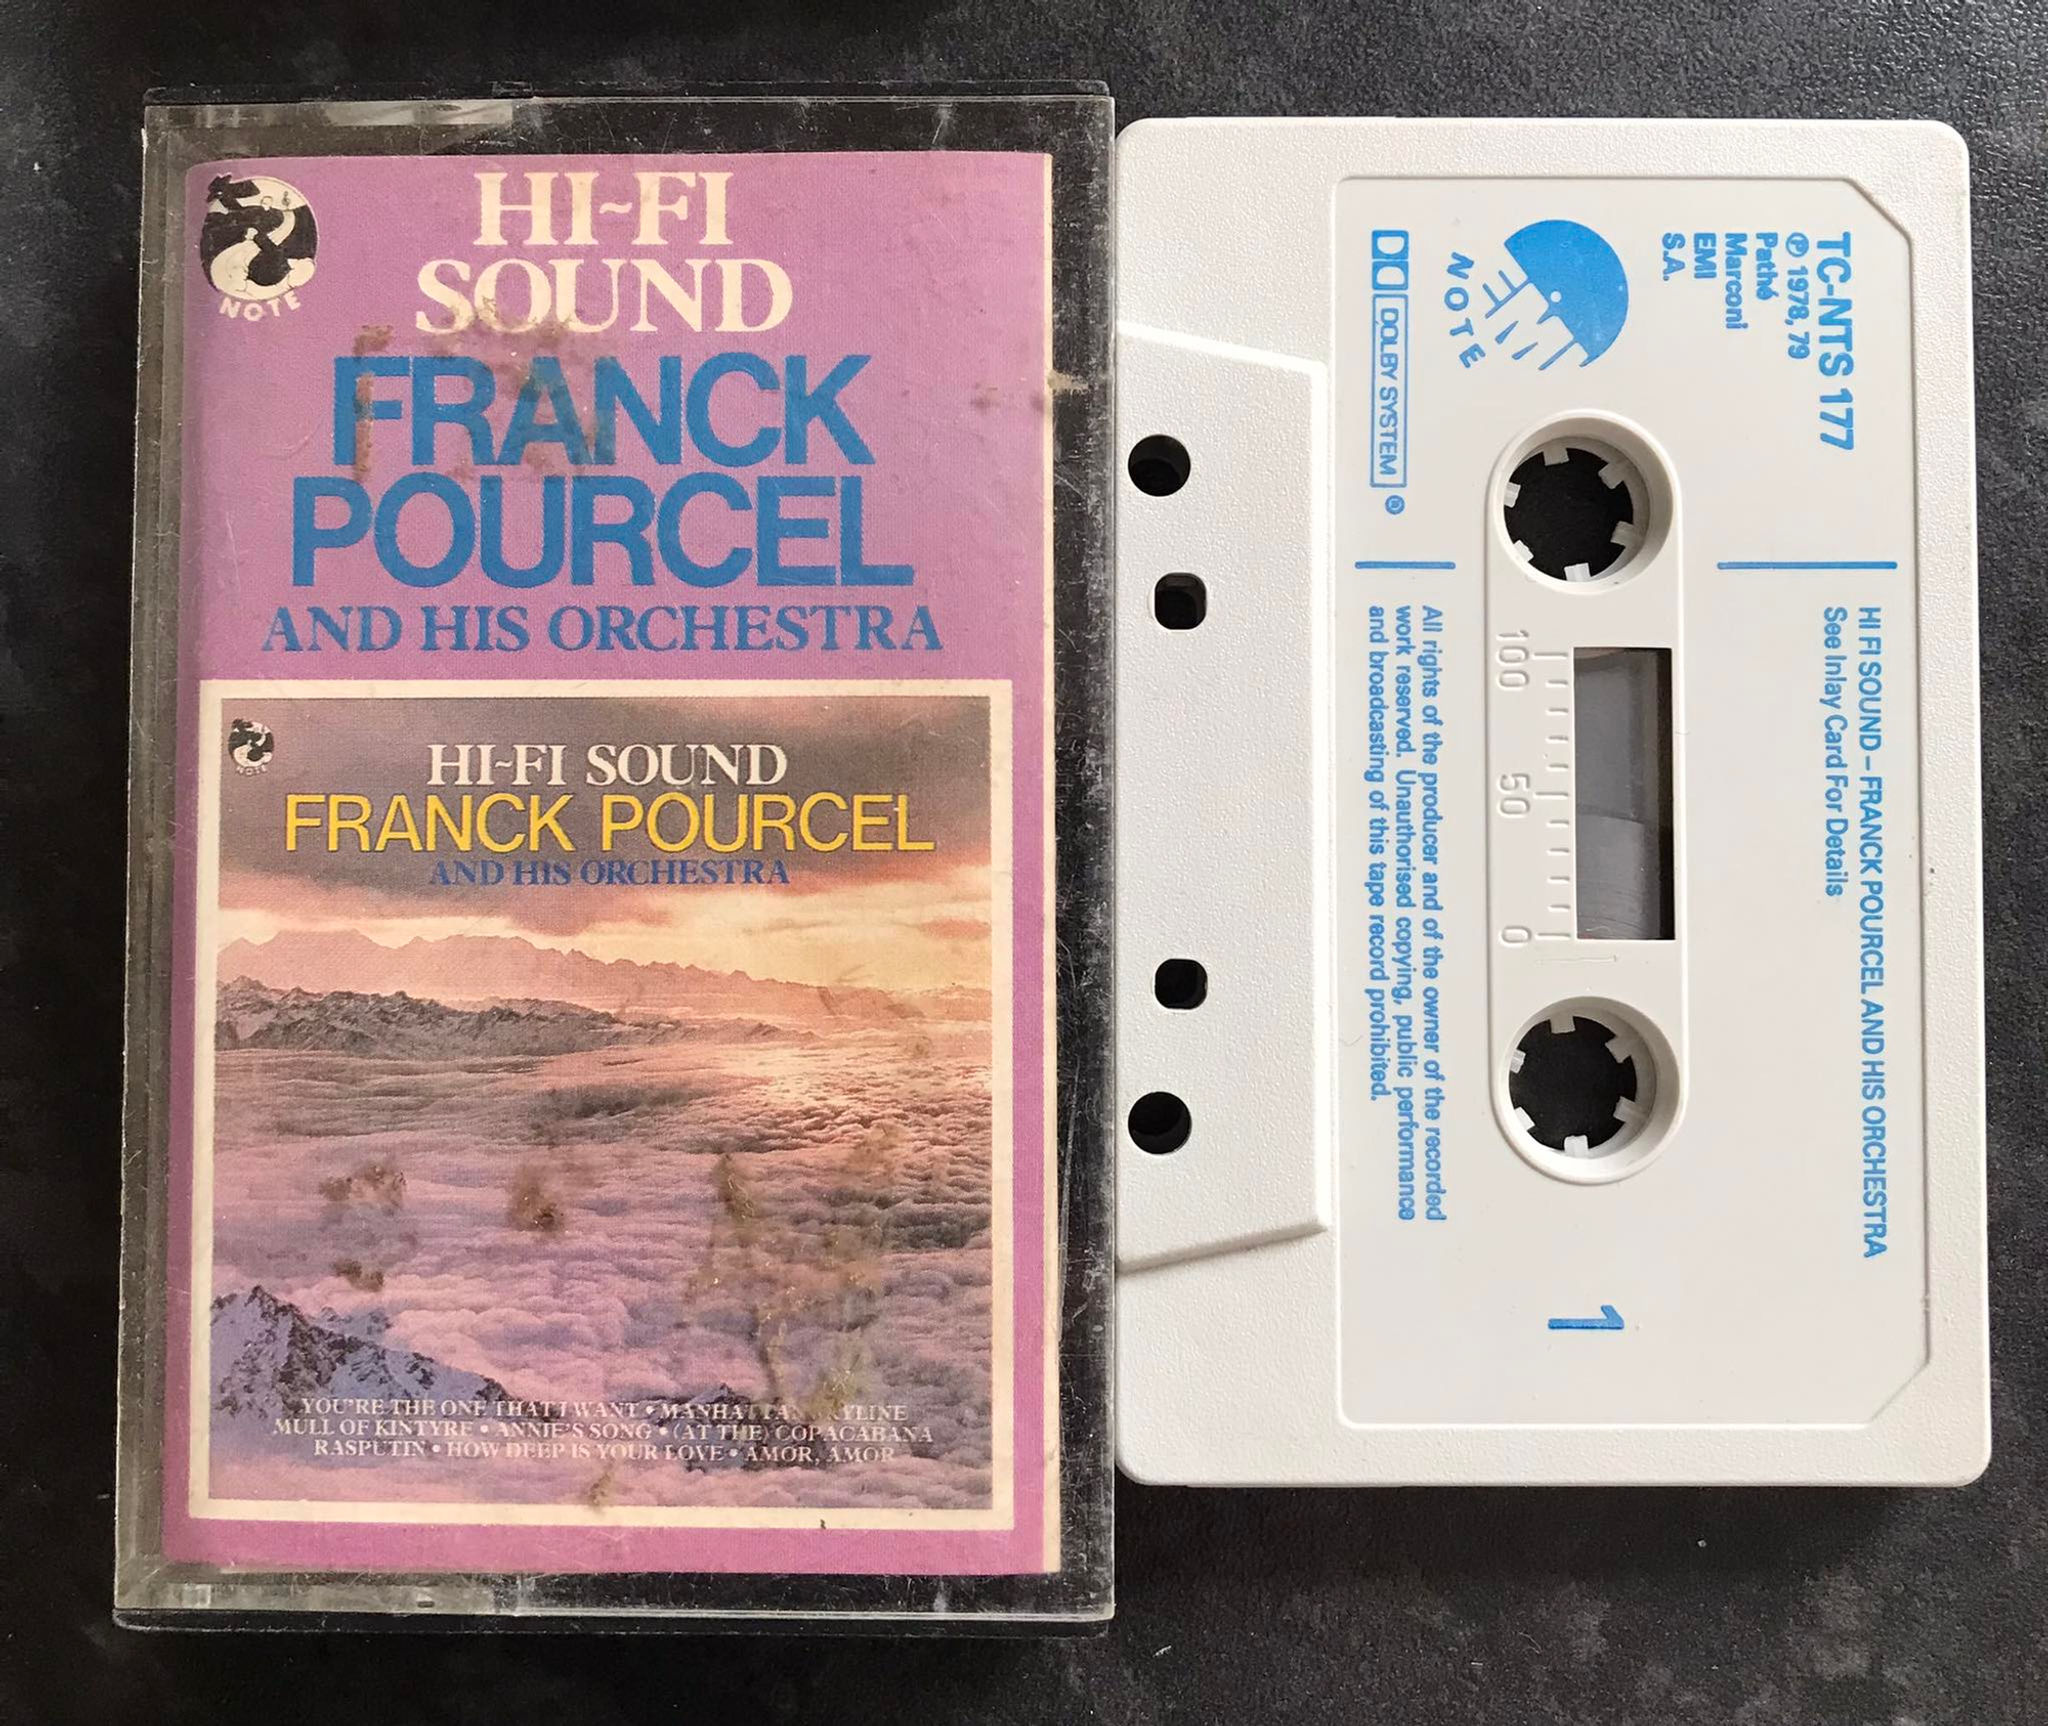 NOTE
HI-FI
SOUND
FRANCK
POURCEL
AND HIS ORCHESTRA
NOTE
HI-FI SOUND
FRANCK POURCEL
AND HIS ORCHESTRA
YOU'RE THE ONE THAT I WANT • MANHATTAN SKYLINE
MULL OF KINTYRE • ANNIE'S SONG • (AT THE) COPACABANA
RASPUTIN • HOW DEEP IS YOUR LOVE • AMOR, AMOR
TC-NTS 177
℗ 1978, 79
Pathé
Marconi
EMI
S.A.
EMI
NOTE
DOLBY SYSTEM ®
HI FI SOUND – FRANCK POURCEL AND HIS ORCHESTRA
See Inlay Card For Details
100 50 0
1
All rights of the producer and of the owner of the recorded
work reserved. Unauthorised copying, public performance
and broadcasting of this tape record prohibited.